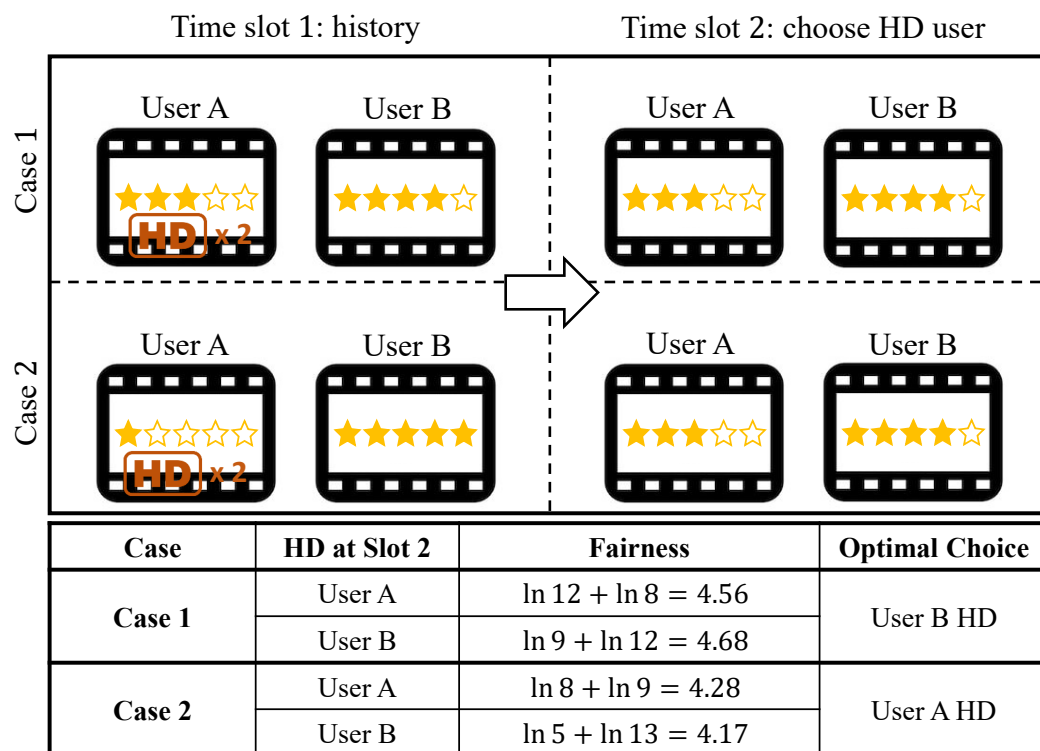 Time slot 1: history
Time slot 2: choose HD user
Case 1
User A
User B
User A
User B
HD x 2
Case 2
User A
User B
User A
User B
HD x 2
Case HD at Slot 2 Fairness Optimal Choice
Case 1
User A ln 12 + ln 8 = 4.56
User B HD
User B ln 9 + ln 12 = 4.68
Case 2
User A ln 8 + ln 9 = 4.28
User A HD
User B ln 5 + ln 13 = 4.17